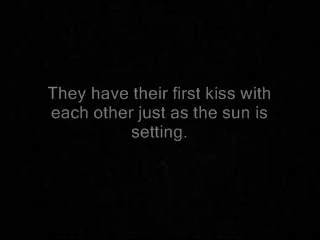 They have their first kiss with
each other just as the sun is
setting.